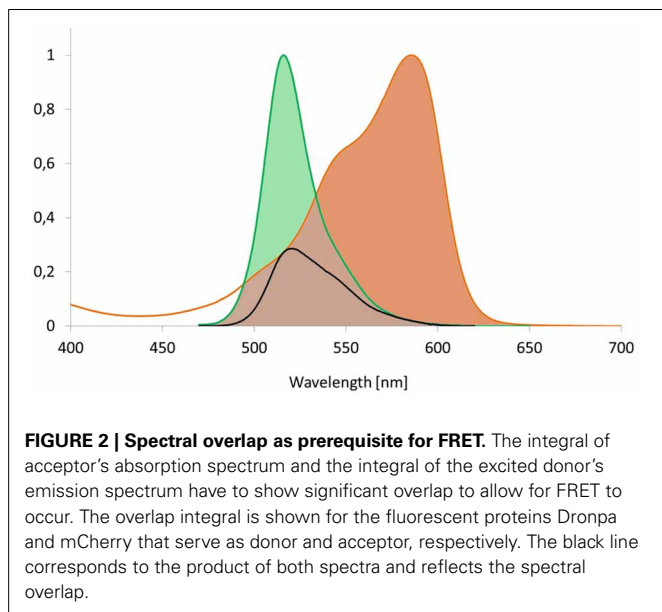 1
0,8
0,6
0,4
0,2
0
400 450 500 550 600 650 700
Wavelength [nm]
FIGURE 2 | Spectral overlap as prerequisite for FRET. The integral of
acceptor's absorption spectrum and the integral of the excited donor's
emission spectrum have to show significant overlap to allow for FRET to
occur. The overlap integral is shown for the fluorescent proteins Dronpa
and mCherry that serve as donor and acceptor, respectively. The black line
corresponds to the product of both spectra and reflects the spectral
overlap.